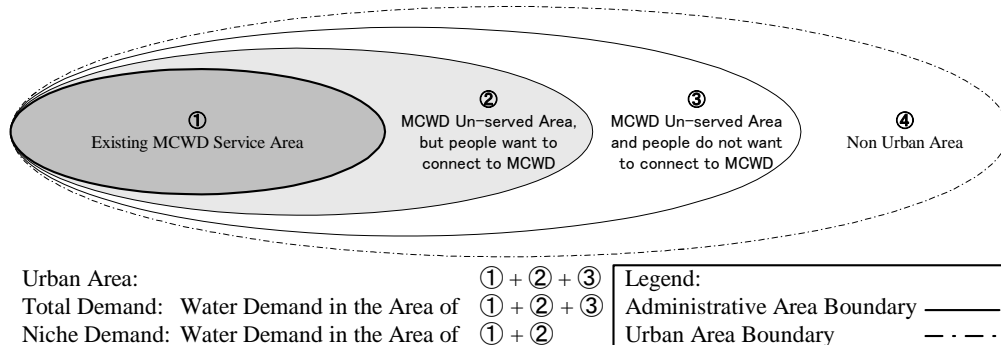 ①
Existing MCWD Service Area
②
MCWD Un-served Area,
but people want to
connect to MCWD
③
MCWD Un-served Area
and people do not want
to connect to MCWD
④
Non Urban Area
Urban Area: ① + ② + ③
Total Demand: Water Demand in the Area of ① + ② + ③
Niche Demand: Water Demand in the Area of ① + ②
Legend:
Administrative Area Boundary
Urban Area Boundary